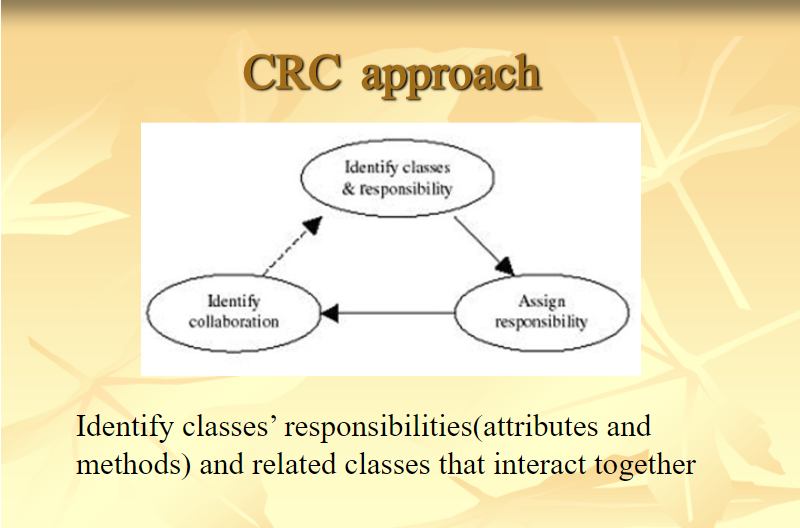 CRC approach
Identify classes
& responsibility
Identify
collaboration
Assign
responsibility
Identify classes’ responsibilities(attributes and
methods) and related classes that interact together